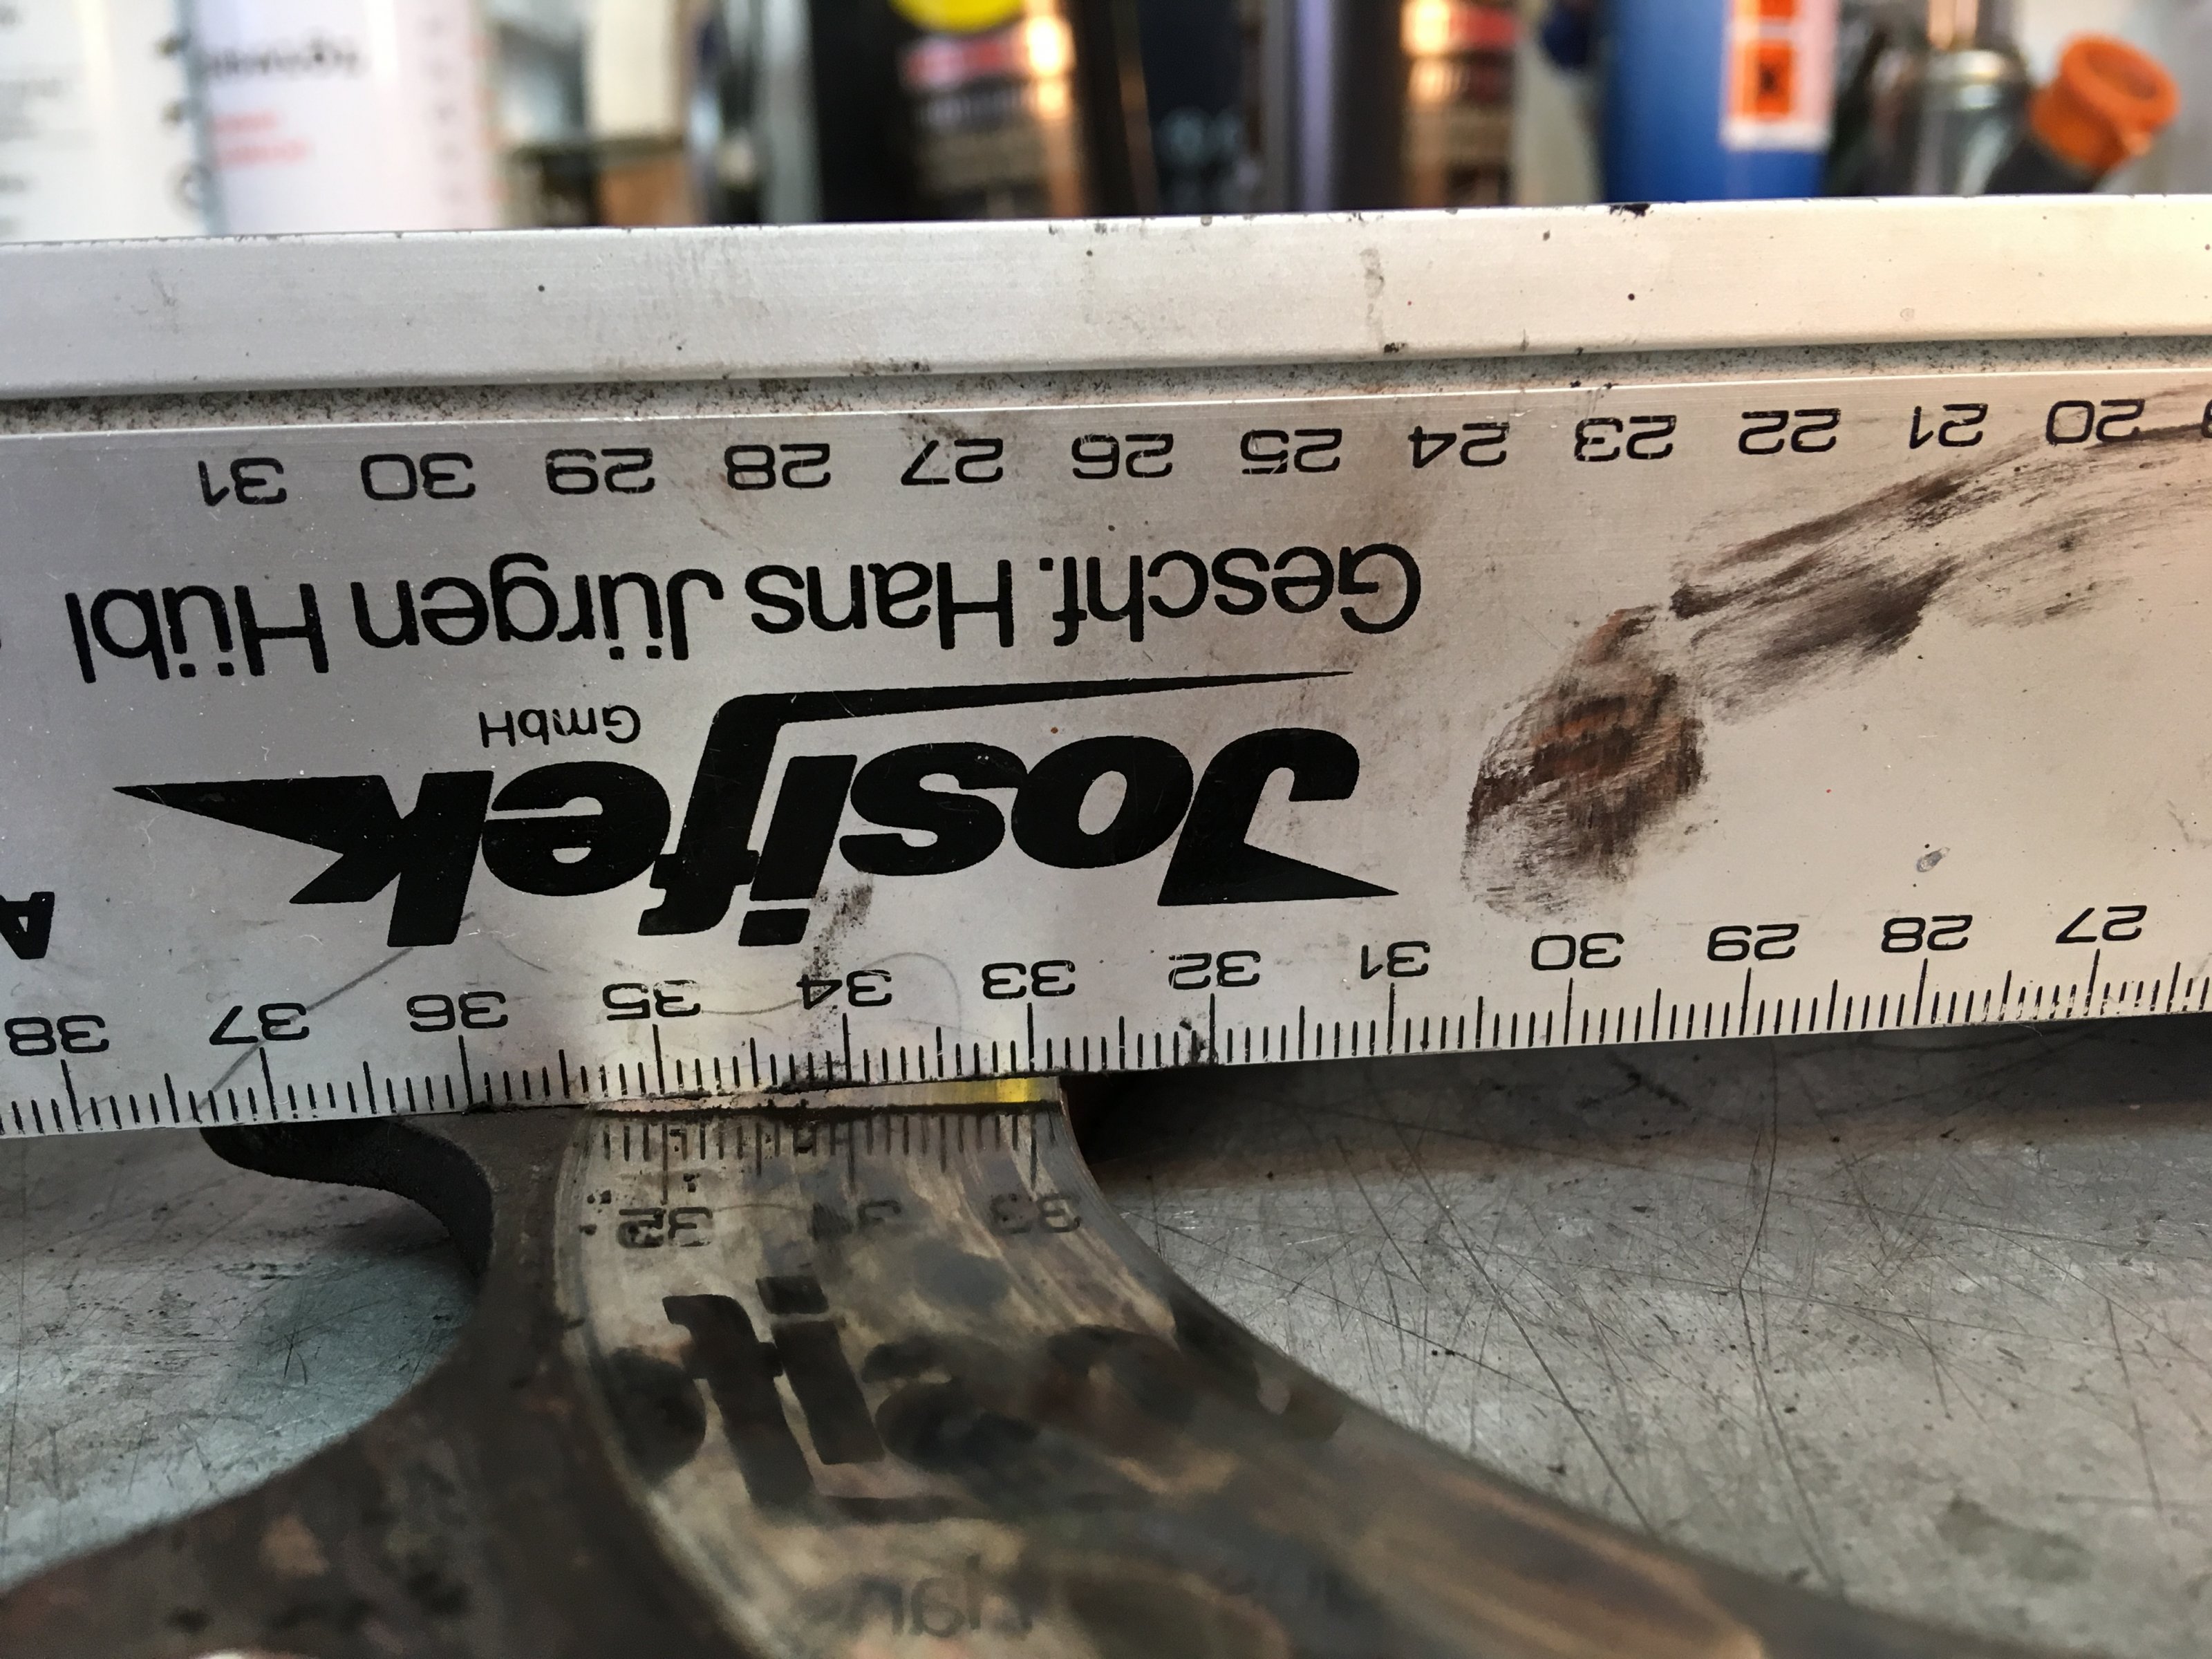 27 28 29 30 31 32 33 34 35 36 37 38
Josifek
GmbH
Geschf. Hans Jürgen Hübl
20 21 22 23 24 25 26 27 28 29 30 31